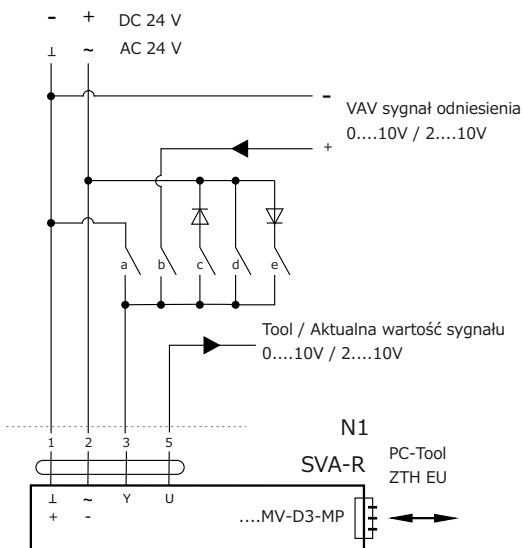 - + DC 24 V
⊥ ~ AC 24 V
-
VAV sygnał odniesienia
0....10V / 2....10V
+
a b c d e
Tool / Aktualna wartość sygnału
0....10V / 2....10V
N1
1 2 3 5
SVA-R
PC-Tool
ZTH EU
⊥ ~ Y U
+ -
....MV-D3-MP